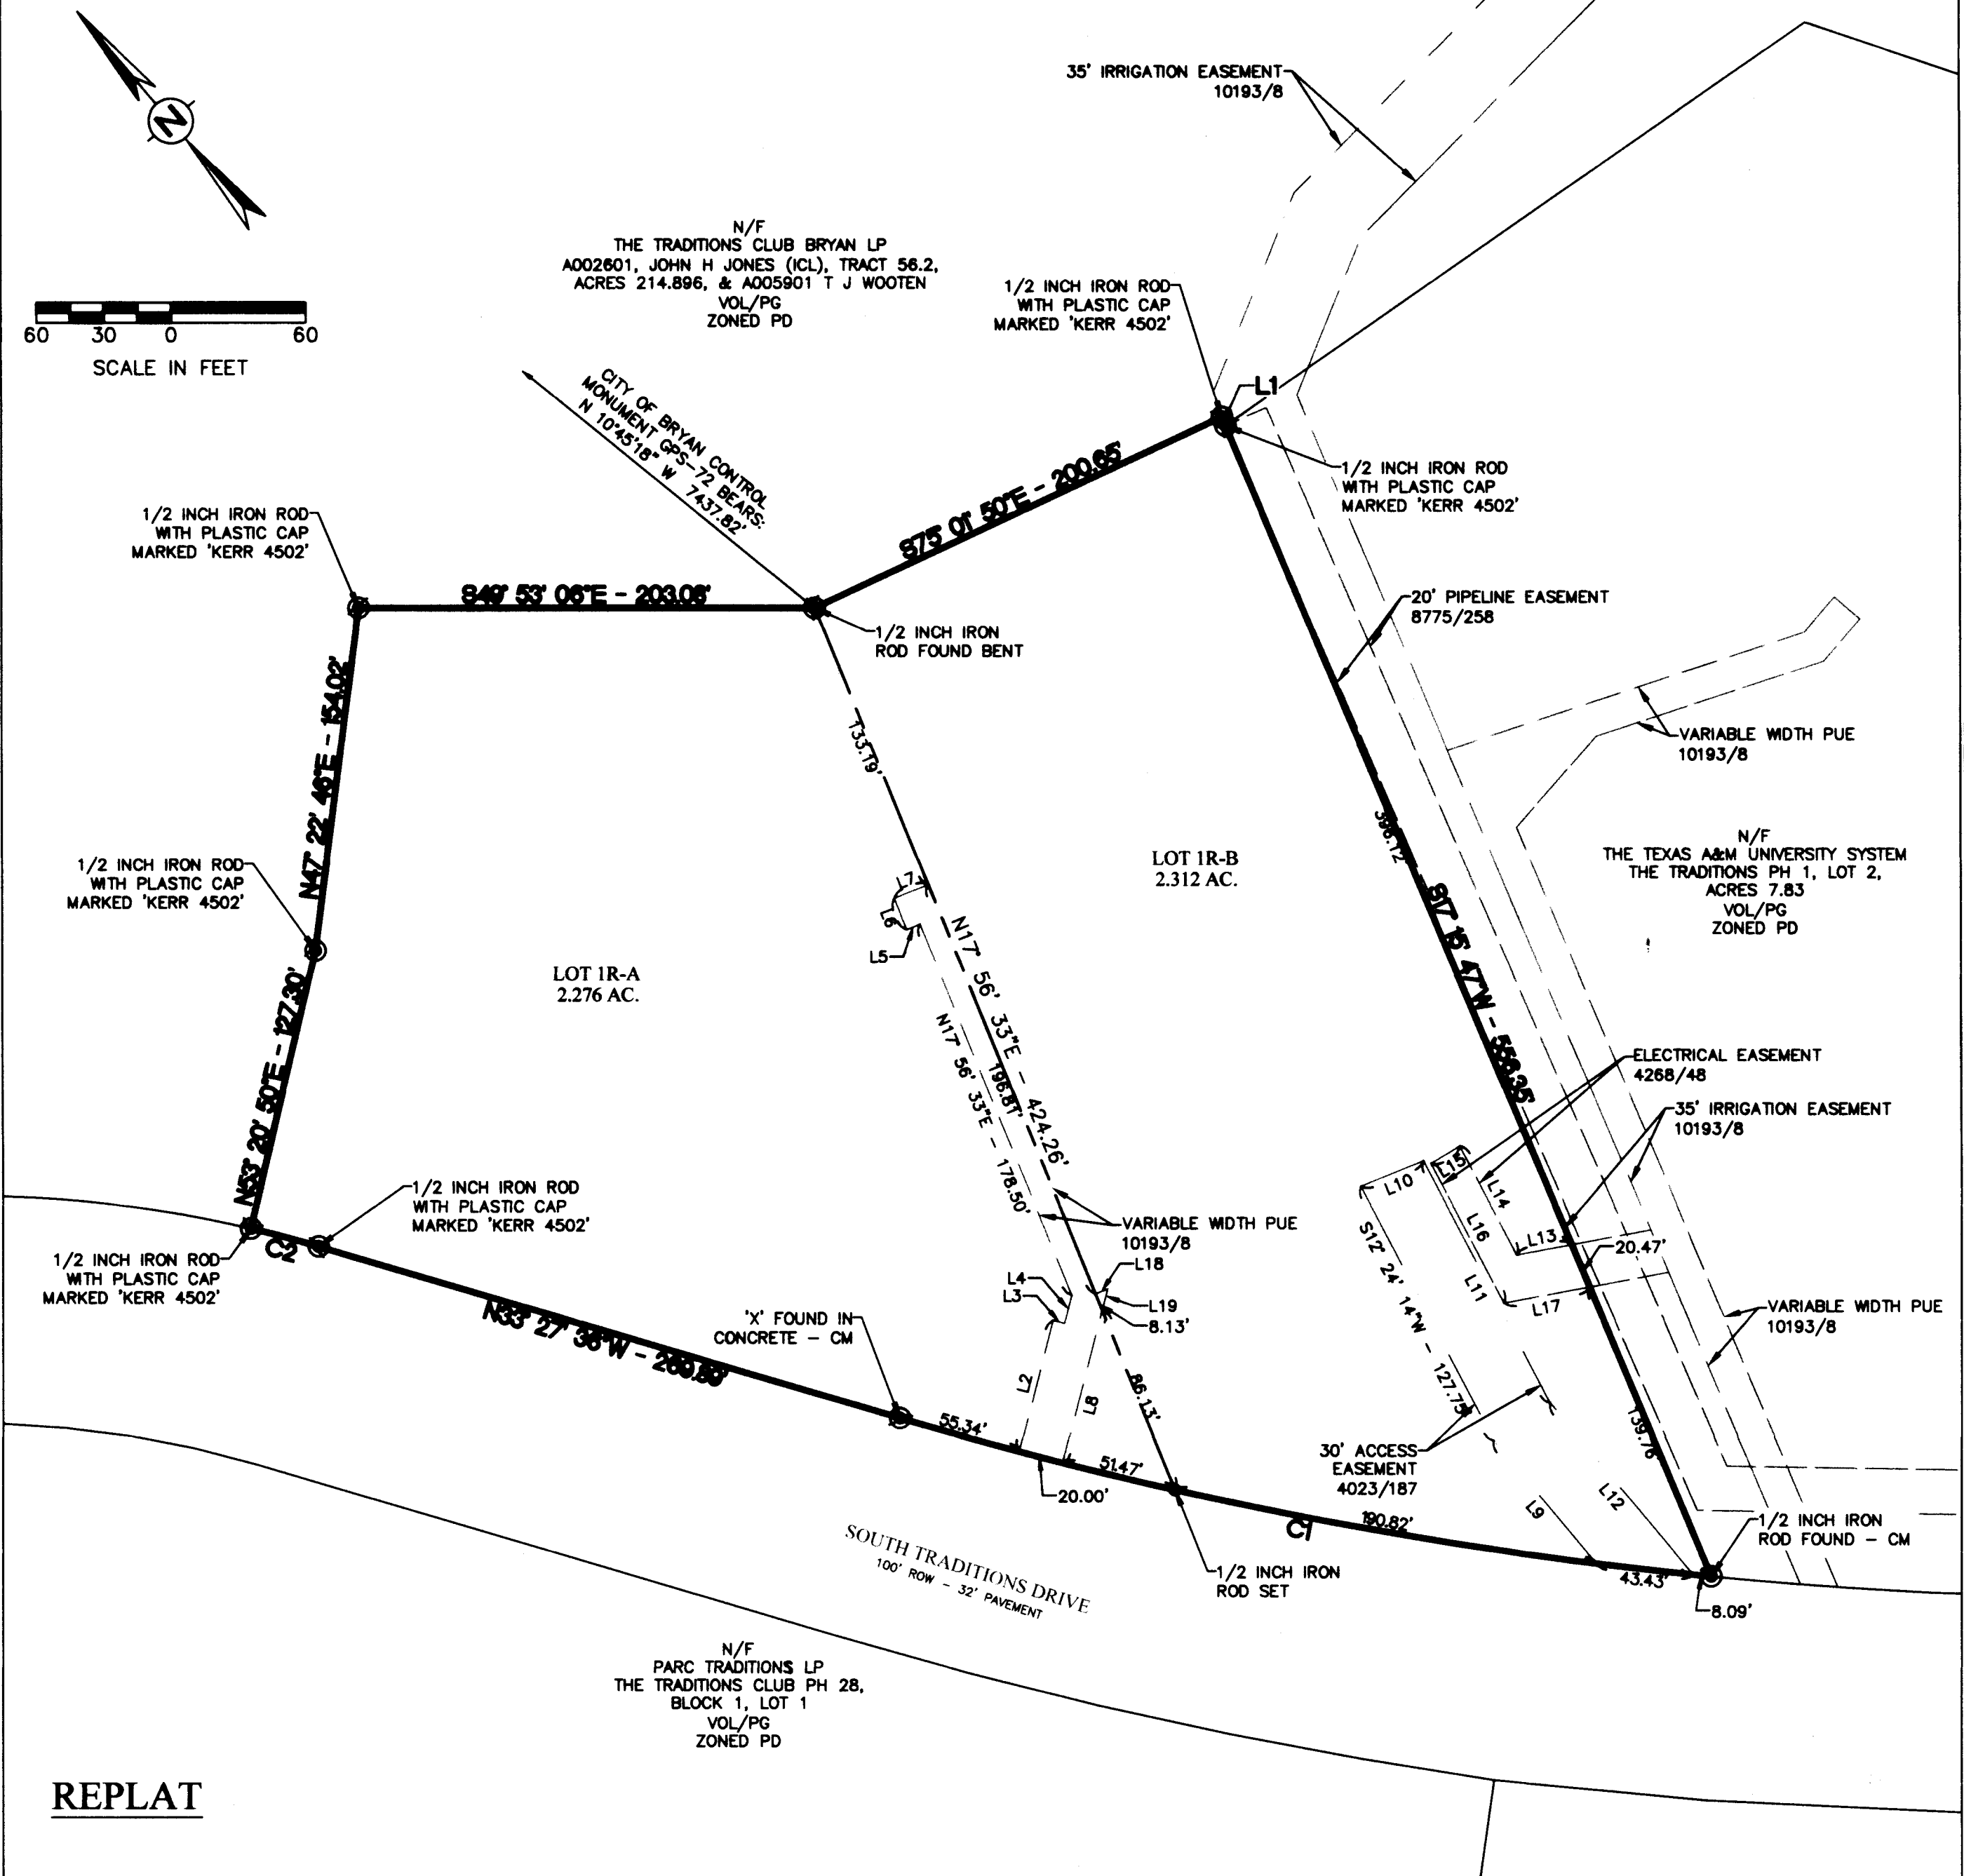 35' IRRIGATION EASEMENT
10193/8
N
N/F
THE TRADITIONS CLUB BRYAN LP
A002601, JOHN H JONES (ICL), TRACT 56.2,
ACRES 214.896, & A005901 T J WOOTEN
VOL/PG
ZONED PD
1/2 INCH IRON ROD
WITH PLASTIC CAP
MARKED 'KERR 4502'
60 30 0 60
SCALE IN FEET
CITY OF BRYAN CONTROL
MONUMENT GPS-72 BEARS:
N 10°45'18" W 7437.82'
L1
S75° 01' 50"E - 200.65'
1/2 INCH IRON ROD
WITH PLASTIC CAP
MARKED 'KERR 4502'
1/2 INCH IRON ROD
WITH PLASTIC CAP
MARKED 'KERR 4502'
S49° 53' 06"E - 203.08'
1/2 INCH IRON
ROD FOUND BENT
20' PIPELINE EASEMENT
8775/258
N47° 22' 46"E - 154.02'
133.19'
VARIABLE WIDTH PUE
10193/8
396.12'
LOT 1R-B
2.312 AC.
N/F
THE TEXAS A&M UNIVERSITY SYSTEM
THE TRADITIONS PH 1, LOT 2,
ACRES 7.83
VOL/PG
ZONED PD
1/2 INCH IRON ROD
WITH PLASTIC CAP
MARKED 'KERR 4502'
L7
L6
L5
S17° 15' 47"W - 556.35'
LOT 1R-A
2.276 AC.
N17° 56' 33"E - 424.26'
196.81'
N17° 56' 33"E - 178.50'
N53° 20' 50"E - 127.30'
ELECTRICAL EASEMENT
4268/48
35' IRRIGATION EASEMENT
10193/8
L15
L10
L14
L16
L13
20.47'
L11
L17
S12° 24' 14"W - 127.75'
1/2 INCH IRON ROD
WITH PLASTIC CAP
MARKED 'KERR 4502'
VARIABLE WIDTH PUE
10193/8
C2
1/2 INCH IRON ROD
WITH PLASTIC CAP
MARKED 'KERR 4502'
L18
L4
L3
L19
8.13'
VARIABLE WIDTH PUE
10193/8
'X' FOUND IN
CONCRETE - CM
N33° 27' 36"W - 269.89'
L2
L8
86.13'
139.76'
55.34'
51.47'
20.00'
30' ACCESS
EASEMENT
4023/187
L9
L12
C1
190.82'
1/2 INCH IRON
ROD FOUND - CM
SOUTH TRADITIONS DRIVE
100' ROW - 32' PAVEMENT
1/2 INCH IRON
ROD SET
43.43'
8.09'
N/F
PARC TRADITIONS LP
THE TRADITIONS CLUB PH 28,
BLOCK 1, LOT 1
VOL/PG
ZONED PD
REPLAT